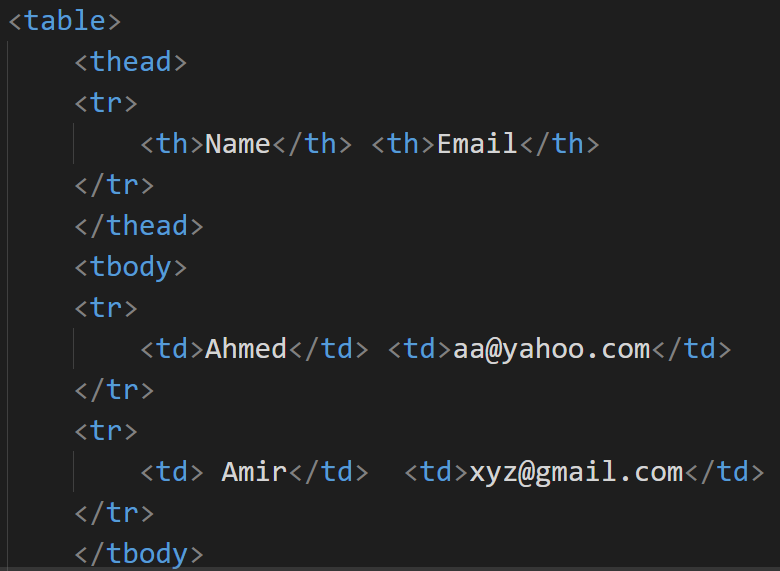 <table>
<thead>
<tr>
<th>Name</th> <th>Email</th>
</tr>
</thead>
<tbody>
<tr>
<td>Ahmed</td> <td>aa@yahoo.com</td>
</tr>
<tr>
<td> Amir</td>  <td>xyz@gmail.com</td>
</tr>
</tbody>